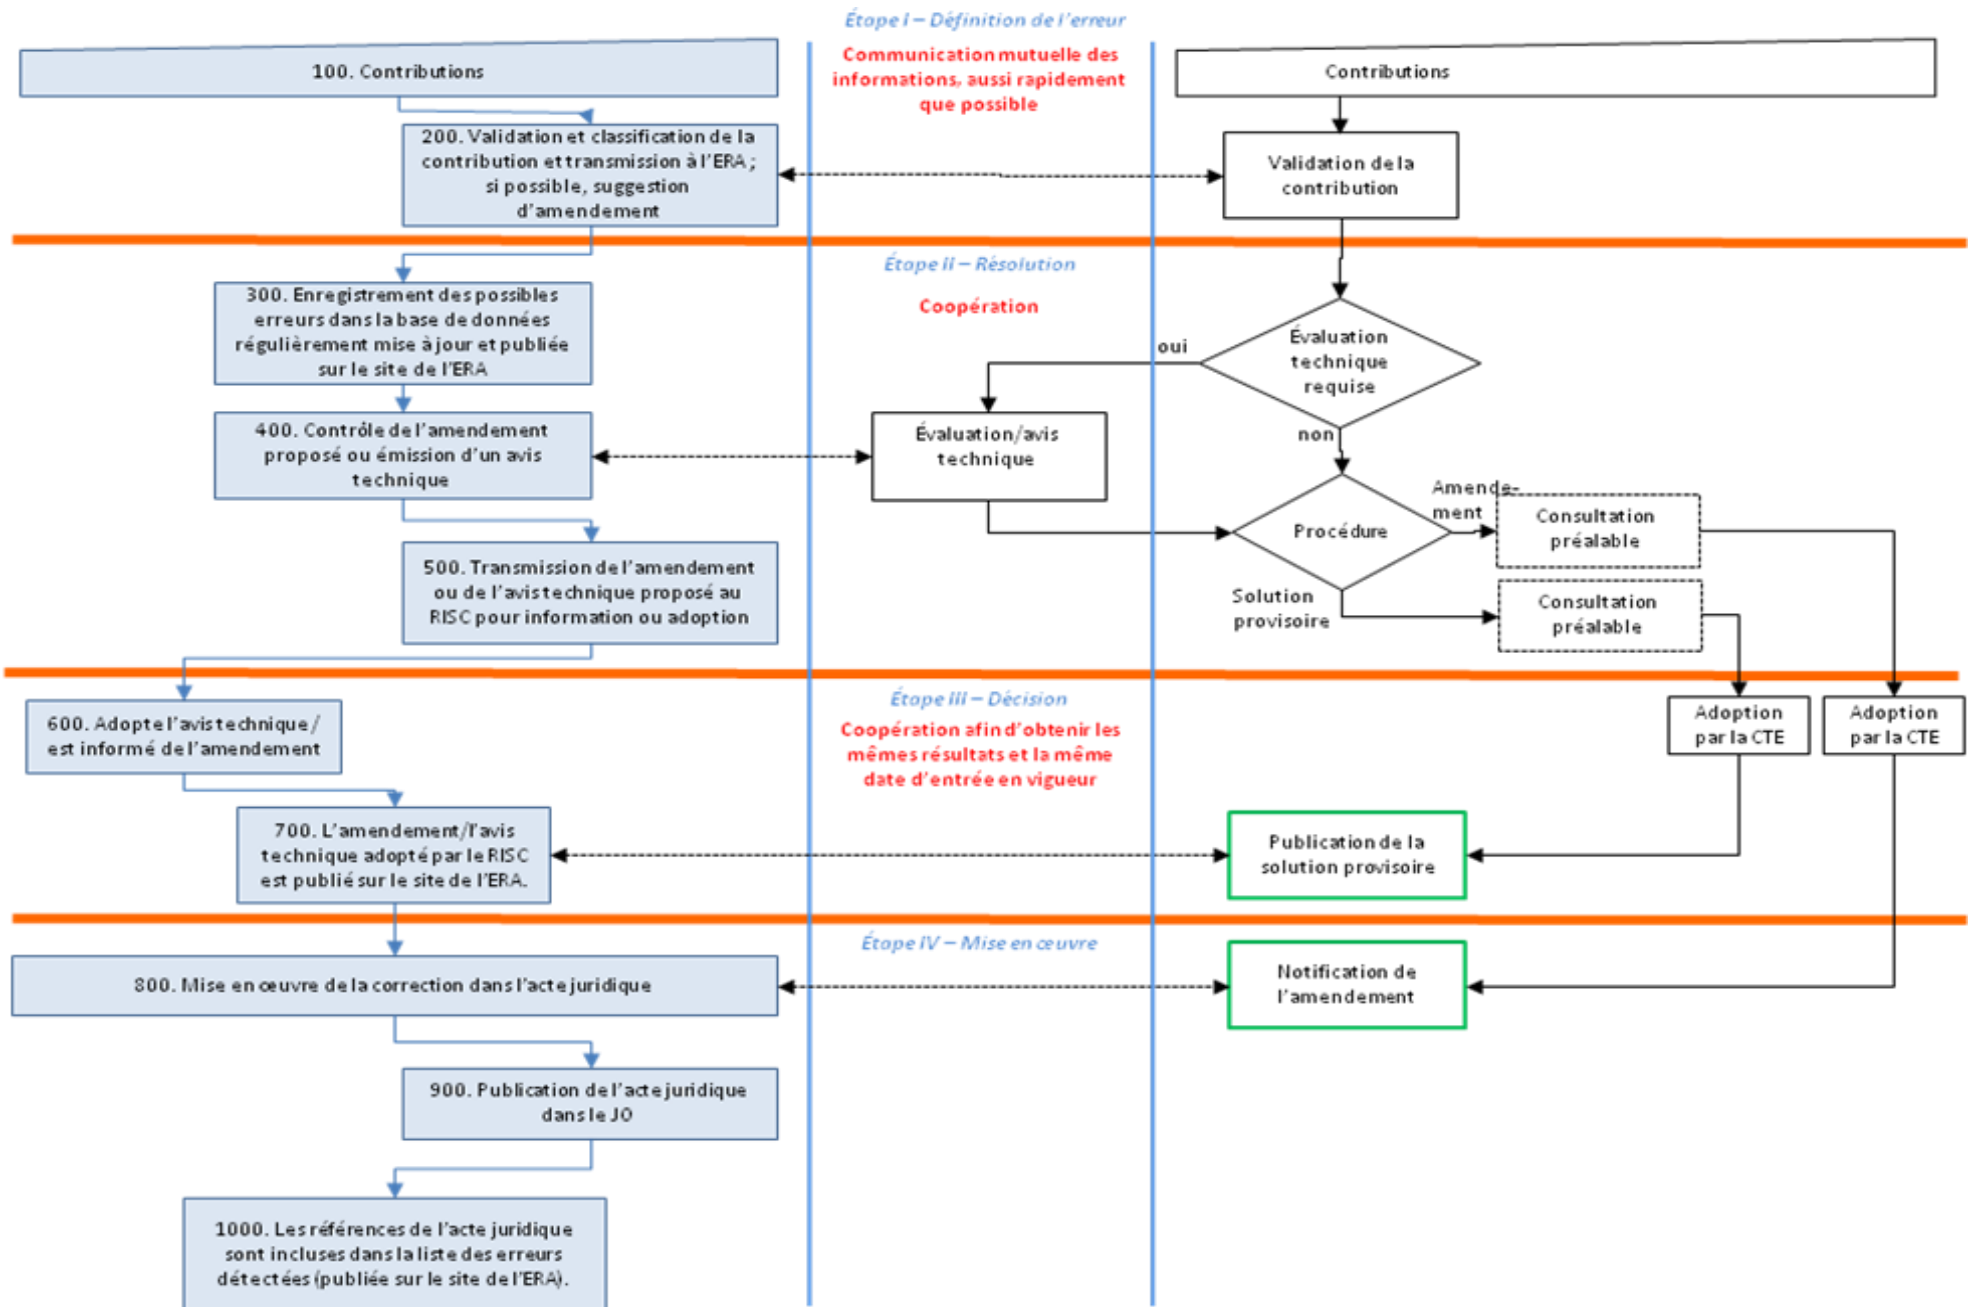 Étape I – Définition de l'erreur
Communication mutuelle des
informations, aussi rapidement
que possible
100. Contributions
Contributions
200. Validation et classification de la
contribution et transmission à l'ERA ;
si possible, suggestion
d'amendement
Validation de la
contribution
Étape II – Résolution
Coopération
300. Enregistrement des possibles
erreurs dans la base de données
régulièrement mise à jour et publiée
sur le site de l'ERA
oui
Évaluation
technique
requise
non
400. Contrôle de l'amendement
proposé ou émission d'un avis
technique
Évaluation/avis
technique
Procédure
Amende-
ment
Consultation
préalable
500. Transmission de l'amendement
ou de l'avis technique proposé au
RISC pour information ou adoption
Solution
provisoire
Consultation
préalable
Étape III – Décision
Coopération afin d'obtenir les
mêmes résultats et la même
date d'entrée en vigueur
600. Adopte l'avis technique /
est informé de l'amendement
Adoption
par la CTE
Adoption
par la CTE
700. L'amendement/l'avis
technique adopté par le RISC
est publié sur le site de l'ERA.
Publication de la
solution provisoire
Étape IV – Mise en œuvre
800. Mise en œuvre de la correction dans l'acte juridique
Notification de
l'amendement
900. Publication de l'acte juridique
dans le JO
1000. Les références de l'acte juridique
sont incluses dans la liste des erreurs
détectées (publiée sur le site de l'ERA).